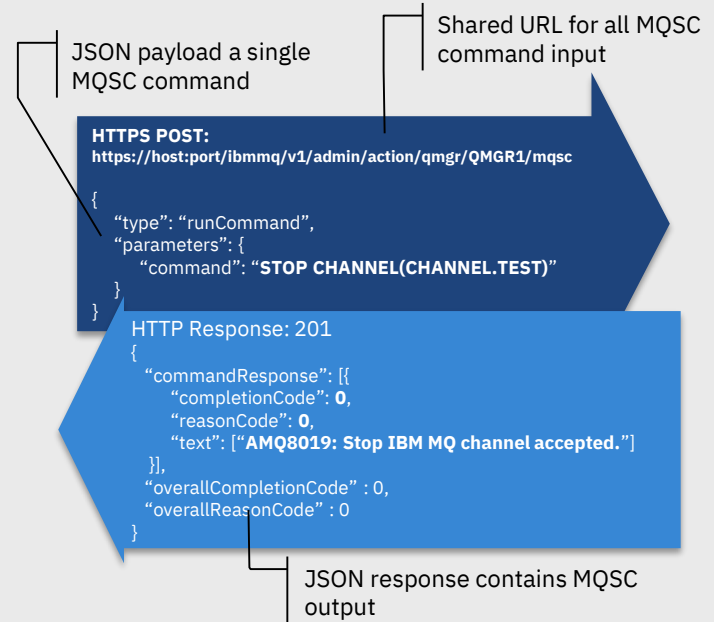 Shared URL for all MQSC
command input
JSON payload a single
MQSC command
HTTPS POST:
https://host:port/ibmmq/v1/admin/action/qmgr/QMGR1/mqsc
{
“type”: “runCommand”,
“parameters”: {
“command”: “STOP CHANNEL(CHANNEL.TEST)”
}
}
HTTP Response: 201
{
“commandResponse”: [{
“completionCode”: 0,
“reasonCode”: 0,
“text”: [“AMQ8019: Stop IBM MQ channel accepted.”]
}],
“overallCompletionCode” : 0,
“overallReasonCode” : 0
}
JSON response contains MQSC
output